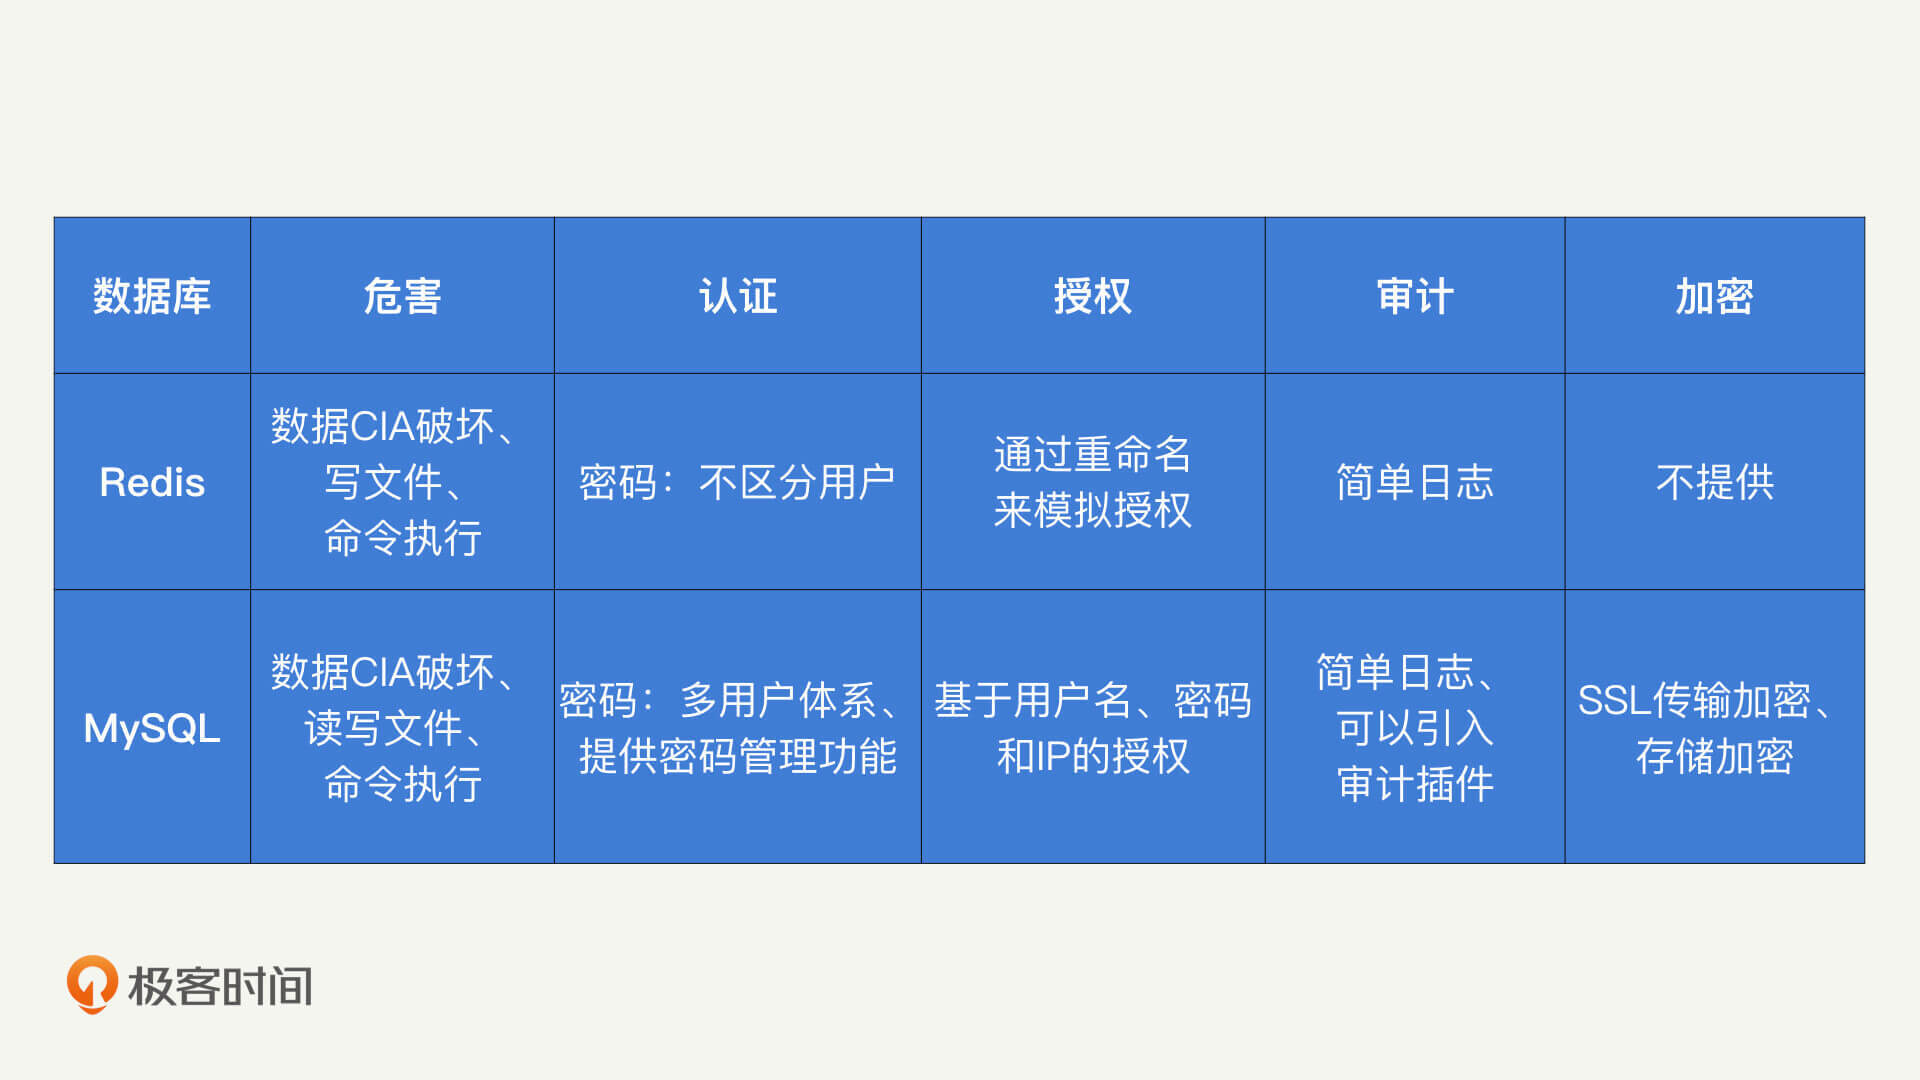 数据库
危害
认证
授权
审计
加密
Redis
数据CIA破坏、
写文件、
命令执行
密码：不区分用户
通过重命名
来模拟授权
简单日志
不提供
MySQL
数据CIA破坏、
读写文件、
命令执行
密码：多用户体系、
提供密码管理功能
基于用户名、密码
和IP的授权
简单日志、
可以引入
审计插件
SSL传输加密、
存储加密
极客时间